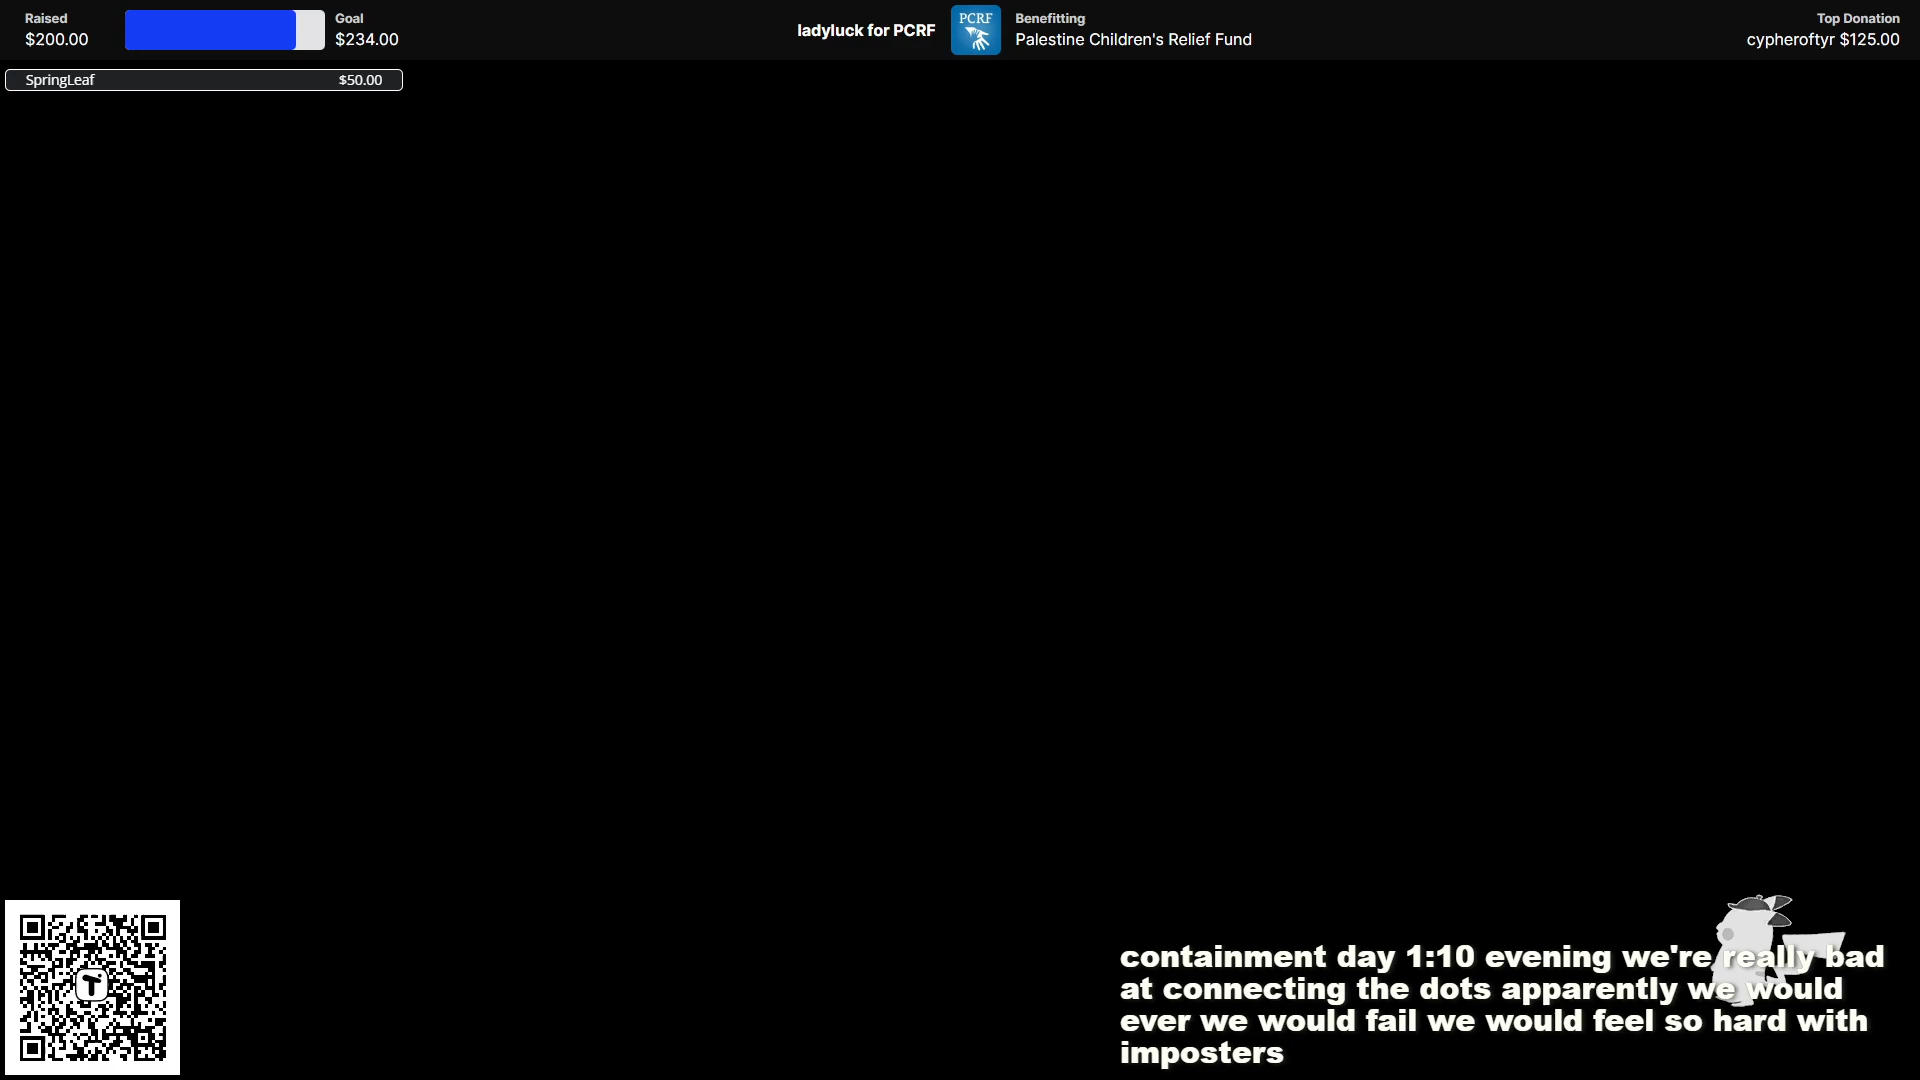 Raised
$200.00
Goal
$234.00
ladyluck for PCRF
PCRF
Benefitting
Palestine Children's Relief Fund
Top Donation
cypheroftyr $125.00
SpringLeaf $50.00
T
containment day 1:10 evening we're really bad
at connecting the dots apparently we would
ever we would fail we would feel so hard with
imposters